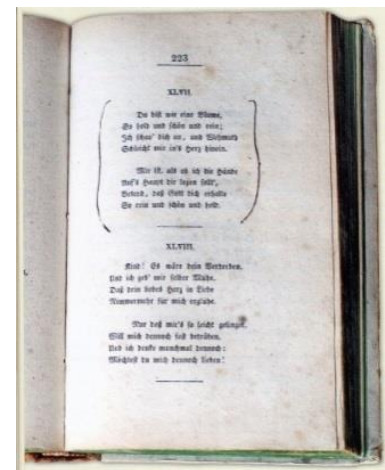 223
XLVII.
Du bist wie eine Blume,
So hold und schön und rein;
Ich schau' dich an, und Wehmuth
Schleicht mir in's Herz hinein.
Mir ist, als ob ich die Hände
Auf's Haupt dir legen sollt',
Betend, daß Gott dich erhalte
So rein und schön und hold.
XLVIII.
Kind! Es wäre dein Verderben,
Und ich geb' mir selber Mühe,
Daß dein liebes Herz in Liebe
Nimmermehr für mich erglühe.
Nur daß mir's so leicht gelinget,
Will mich dennoch fast betrüben,
Und ich denke manchmal dennoch:
Möchtest du mich dennoch lieben!